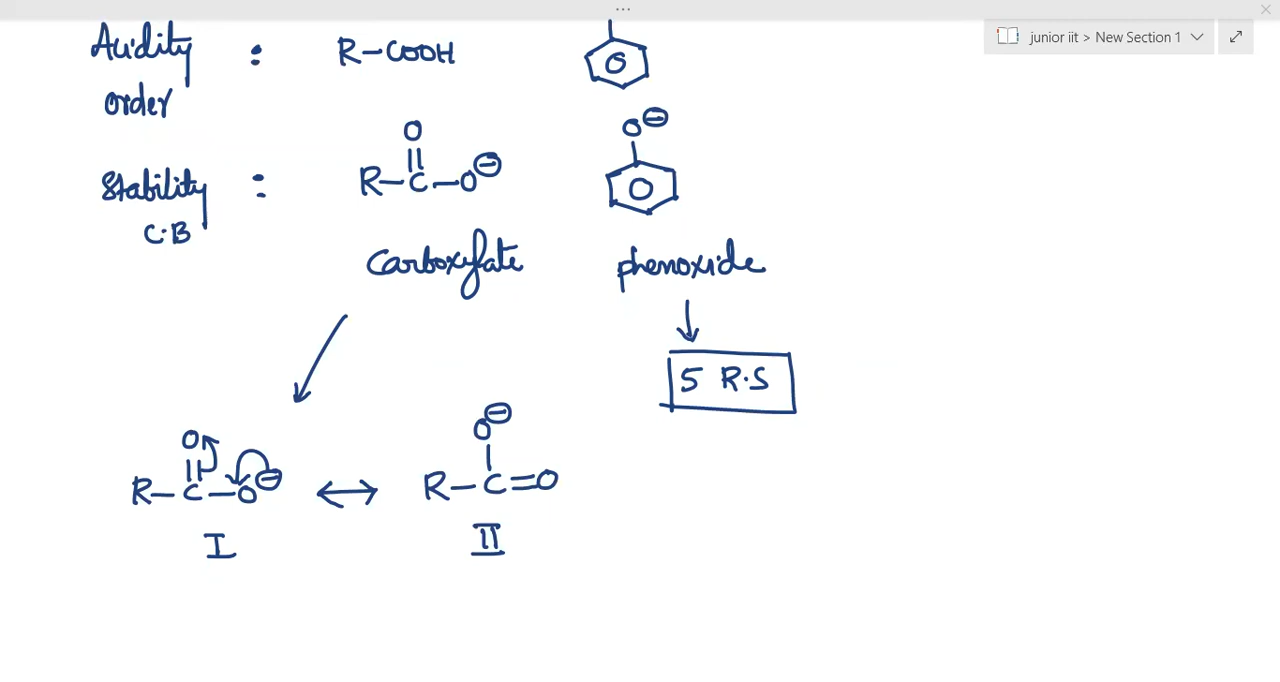 junior iit > New Section 1
Acidity : R-COOH
order
O⊖
O
Stability : R-C-O⊖
C.B
Carboxylate phenoxide
5 R.S
O⊖
O
R-C-O⊖ ↔ R-C=O
I II